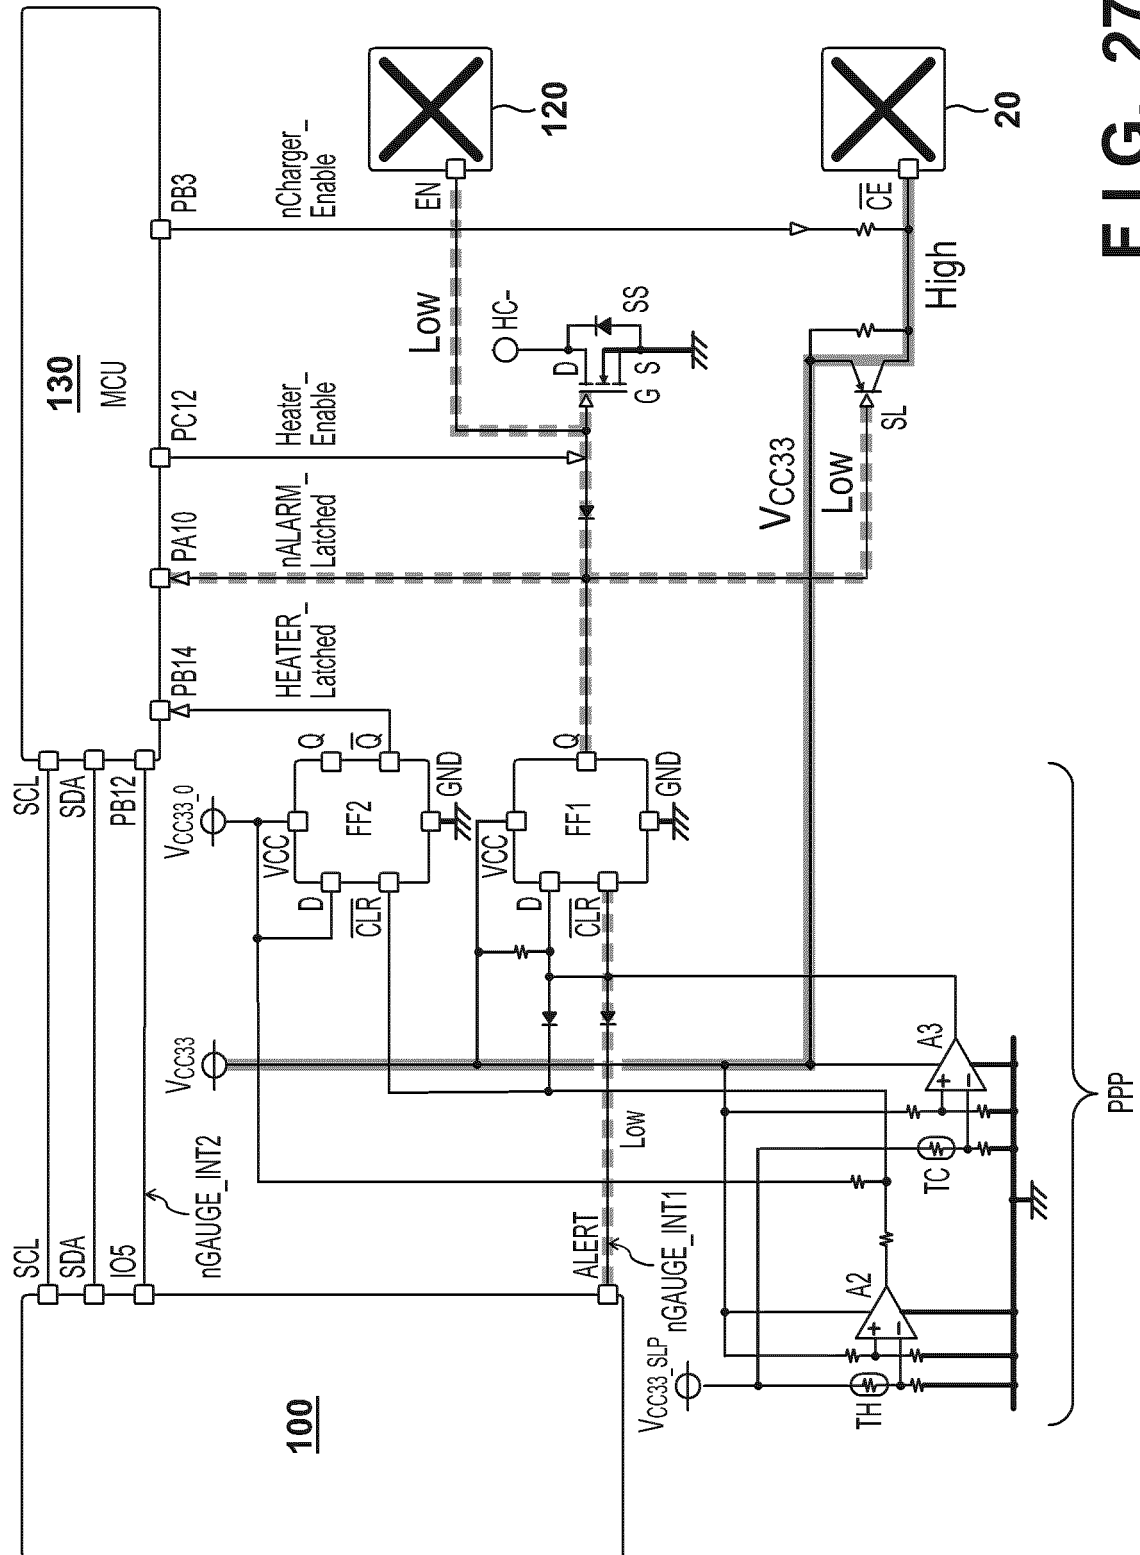 FIG. 27
130
MCU
SCL
SDA
PB12
PB14
PA10
PC12
PB3
HEATER_
Latched
nALARM_
Latched
Heater_
Enable
nCharger_
Enable
100
SCL
SDA
IO5
ALERT
nGAUGE_INT2
nGAUGE_INT1
VCC33_0
VCC33
VCC33_SLP
FF2
VCC
D
CLR
Q
Q
GND
FF1
VCC
D
CLR
Q
GND
Low
Low
EN
120
HC-
D
SS
G
S
VCC33
Low
SL
High
CE
20
A3
+
−
TC
A2
+
−
TH
PPP